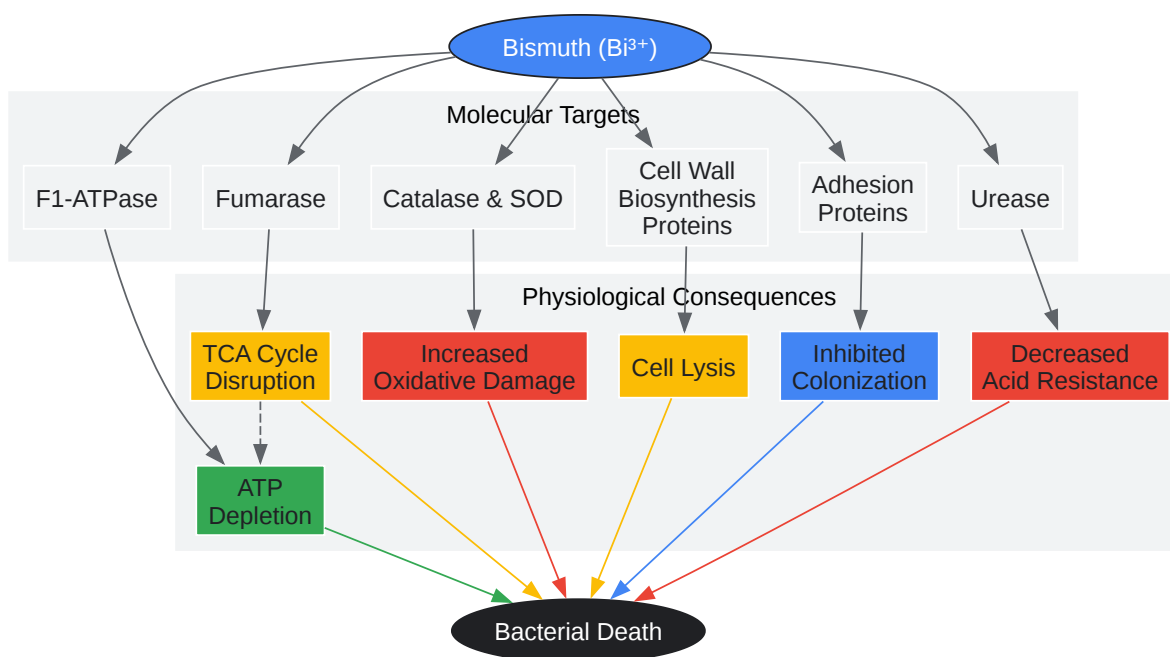 Bismuth (Bi³⁺)
Molecular Targets
F1-ATPase
Fumarase
Catalase & SOD
Cell Wall
Biosynthesis
Proteins
Adhesion
Proteins
Urease
Physiological Consequences
TCA Cycle
Disruption
Increased
Oxidative Damage
Cell Lysis
Inhibited
Colonization
Decreased
Acid Resistance
ATP
Depletion
Bacterial Death